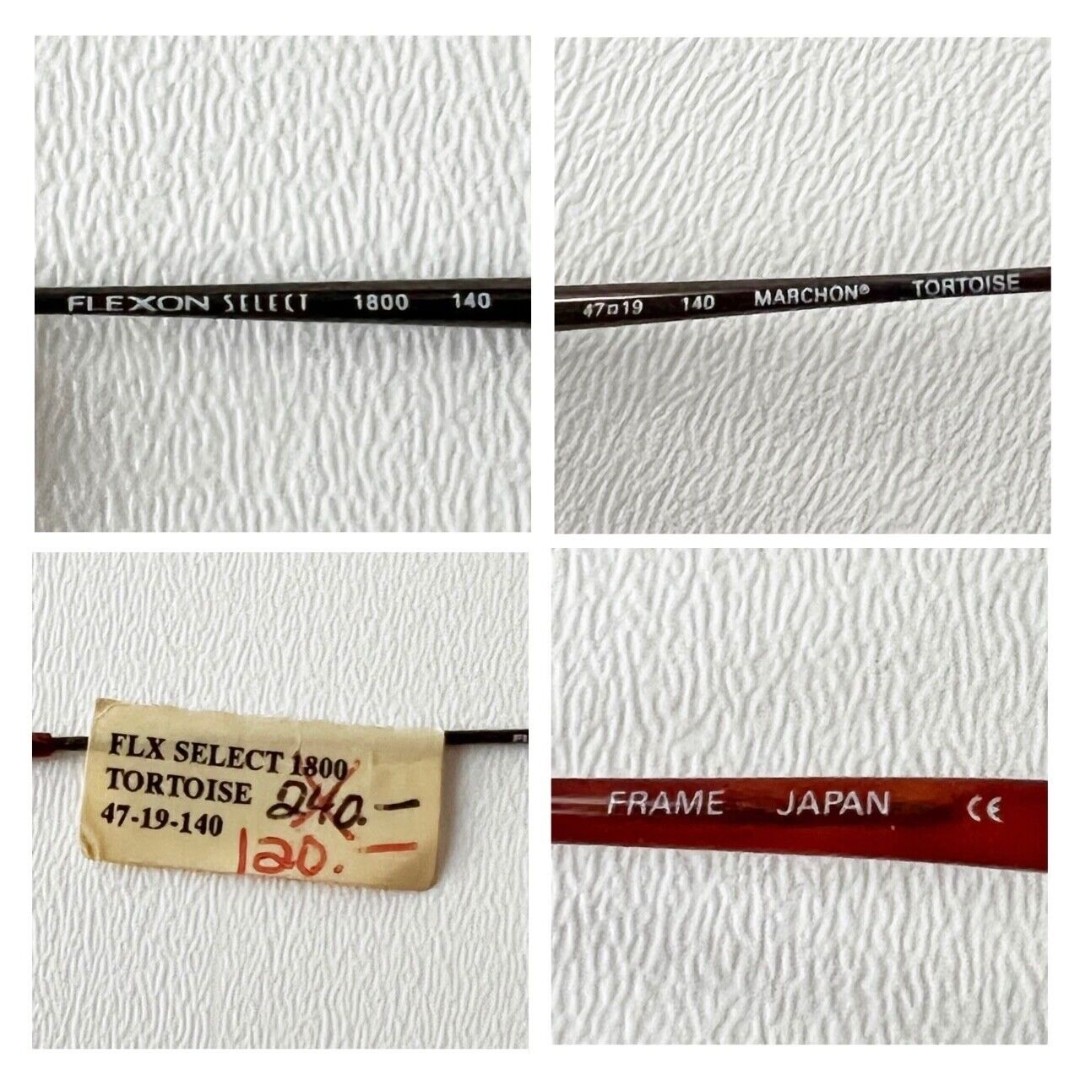 FLEXON SELECT 1800 140
47□19 140 MARCHON® TORTOISE
FLX SELECT 1800
TORTOISE 240.—
47-19-140
120.—
FRAME JAPAN CE